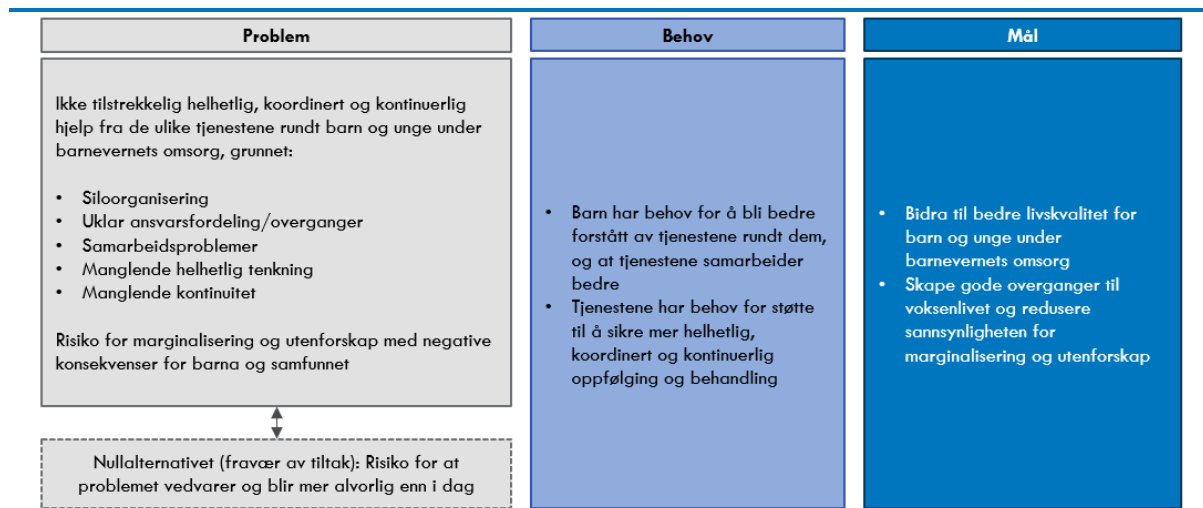 Problem
Ikke tilstrekkelig helhetlig, koordinert og kontinuerlig
hjelp fra de ulike tjenestene rundt barn og unge under
barnevernets omsorg, grunnet:
• Siloorganisering
• Uklar ansvarsfordeling/overganger
• Samarbeidsproblemer
• Manglende helhetlig tenkning
• Manglende kontinuitet
Risiko for marginalisering og utenforskap med negative
konsekvenser for barna og samfunnet
Nullalternativet (fravær av tiltak): Risiko for at
problemet vedvarer og blir mer alvorlig enn i dag
Behov
• Barn har behov for å bli bedre
forstått av tjenestene rundt dem,
og at tjenestene samarbeider
bedre
• Tjenestene har behov for støtte
til å sikre mer helhetlig,
koordinert og kontinuerlig
oppfølging og behandling
Mål
• Bidra til bedre livskvalitet for
barn og unge under
barnevernets omsorg
• Skape gode overganger til
voksenlivet og redusere
sannsynligheten for
marginalisering og utenforskap